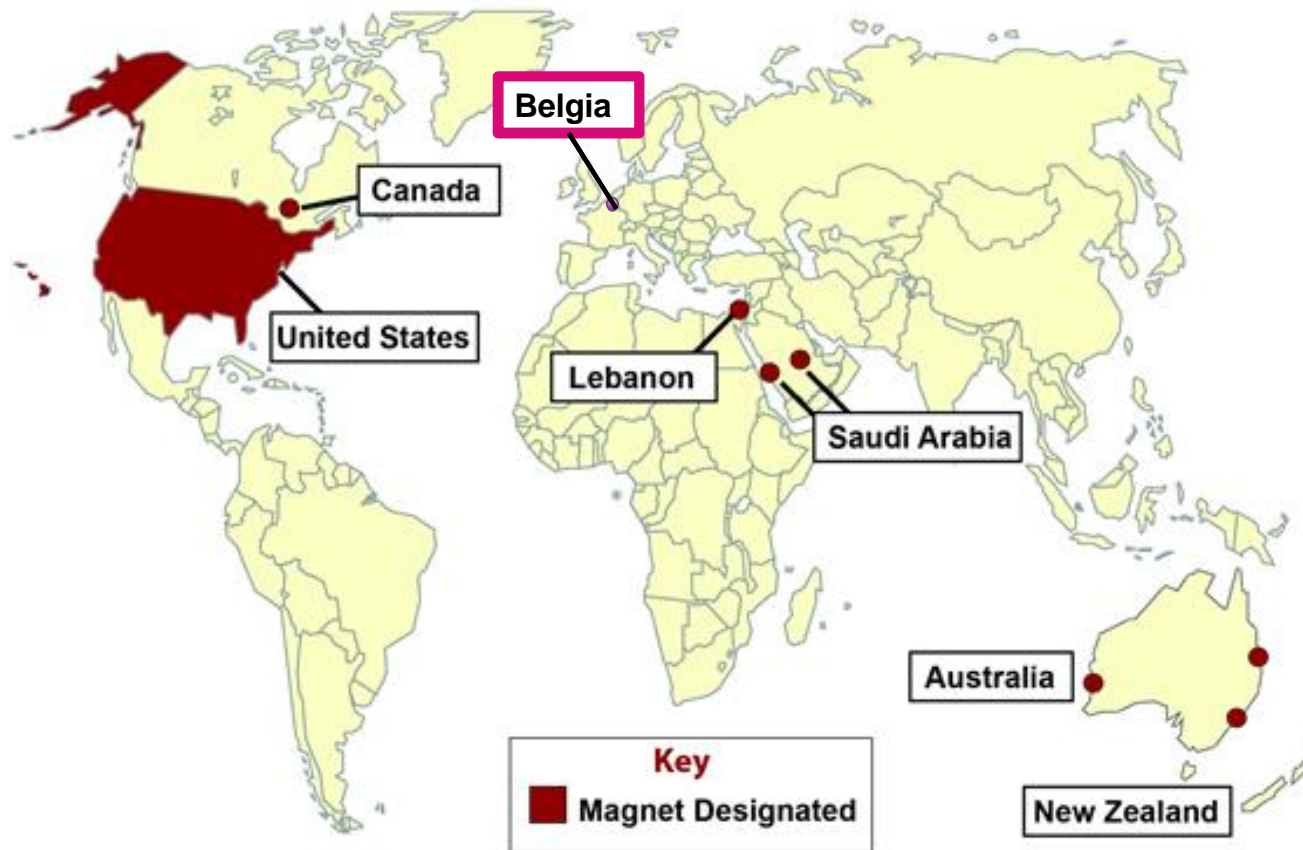 Belgia
Canada
United States
Lebanon
Saudi Arabia
Australia
New Zealand
Key
Magnet Designated